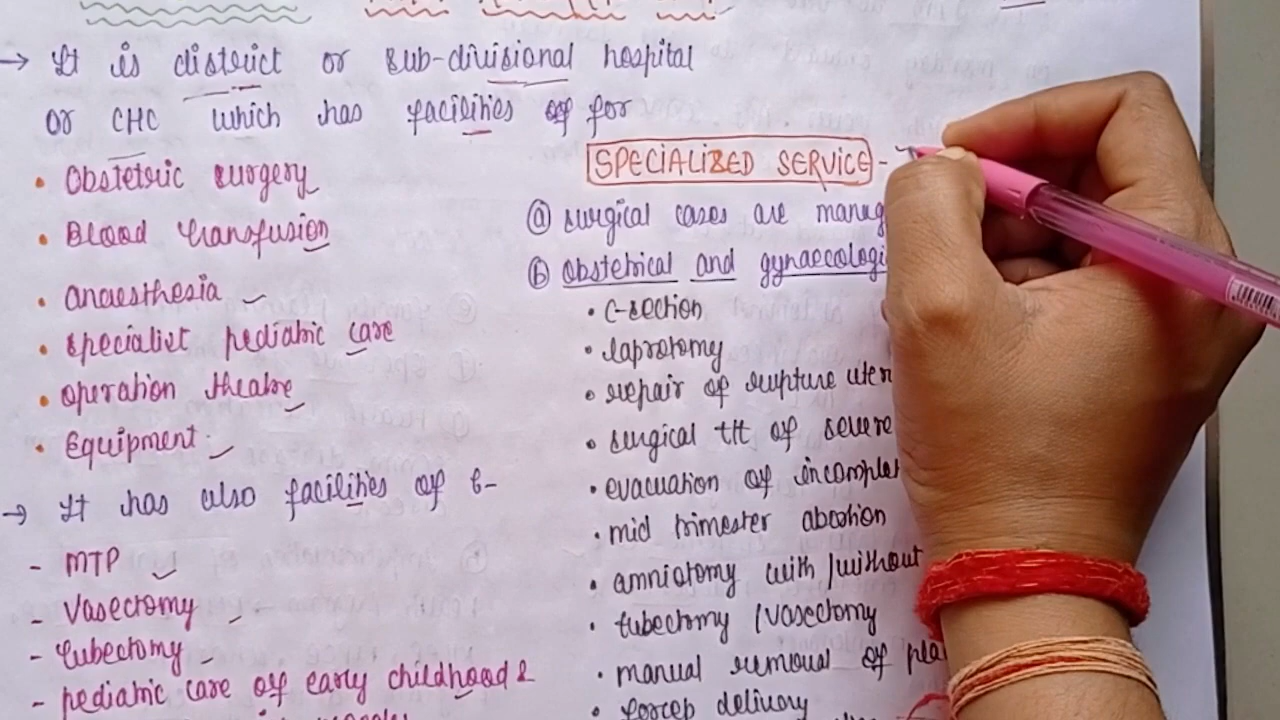 → It is district or sub-divisional hospital
or CHC which has facilities of for
• Obstetric surgery
• Blood transfusion
• anaesthesia
• specialist pediatric care
• operation theatre
• Equipment
→ It has also facilities of :-
- MTP
- Vasectomy
- tubectomy
- pediatric care of early childhood &
SPECIALIZED SERVICE -
(a) surgical cases are manag
(b) obstetrical and gynaecologi
• C-section
• laprotomy
• repair of rupture uter
• surgical ttt of severe
• evacuation of incomplet
• mid trimester abortion
• amniotomy with / without
• tubectomy / vasectomy
• manual removal of pla
• forcep delivery